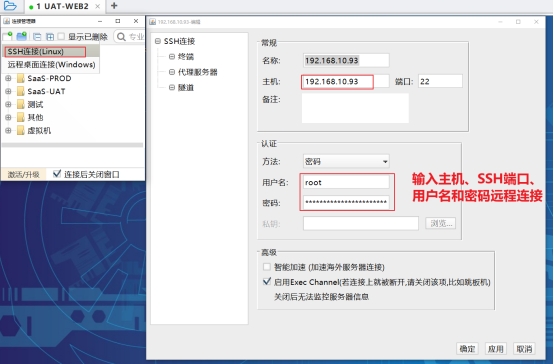 1 UAT-WEB2
连接管理器
显示已删除
专业
SSH连接(Linux)
远程桌面连接(Windows)
SaaS-PROD
SaaS-UAT
测试
其他
虚拟机
激活/升级
连接后关闭窗口
192.168.10.93 编辑
SSH连接
终端
代理服务器
隧道
常规
名称: 192.168.10.93
主机: 192.168.10.93 端口: 22
备注:
认证
方法: 密码
用户名: root
密码: ************************
私钥: 浏览...
高级
智能加速 (加速海外服务器连接)
启用Exec Channel(若连接上就被断开,请关闭该项,比如跳板机)
关闭后无法监控服务器信息
确定 应用 取消
输入主机、SSH端口、
用户名和密码远程连接